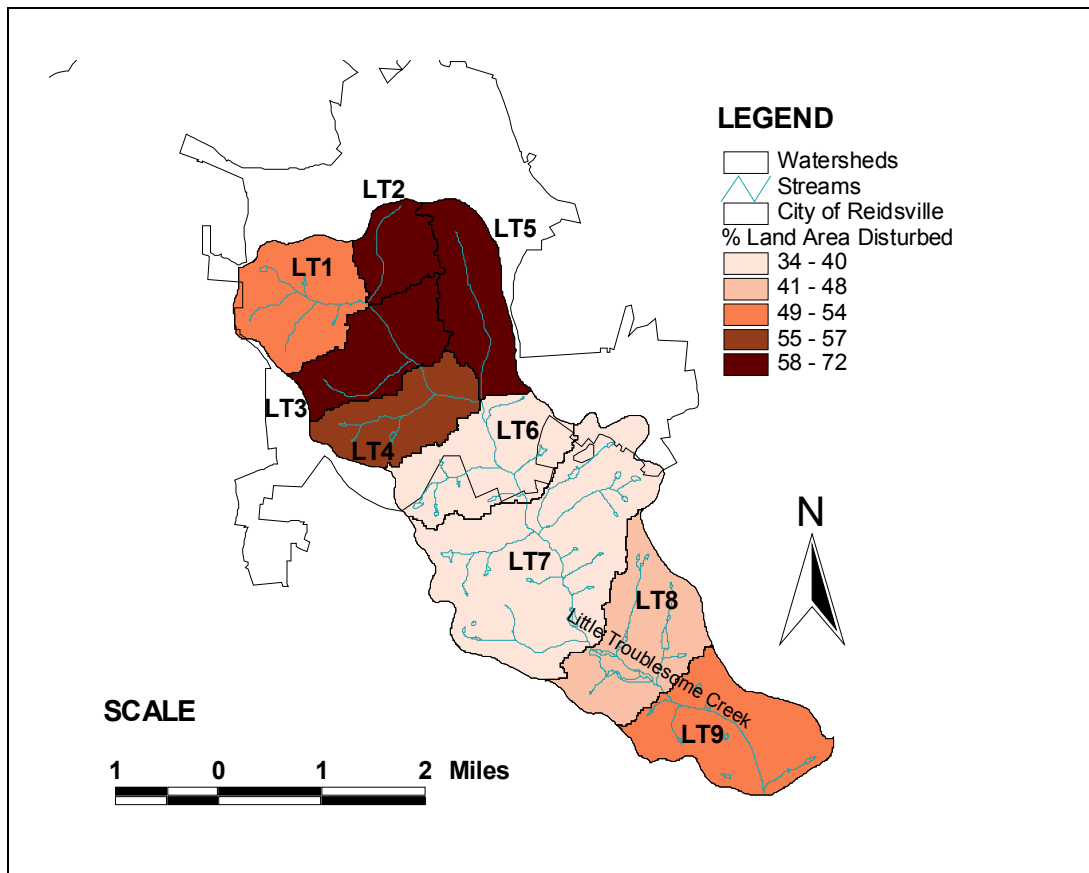 LEGEND
Watersheds
Streams
City of Reidsville
% Land Area Disturbed
34 - 40
41 - 48
49 - 54
55 - 57
58 - 72
LT2
LT5
LT1
LT3
LT4
LT6
N
LT7
LT8
Little Troublesome Creek
LT9
SCALE
1 0 1 2 Miles